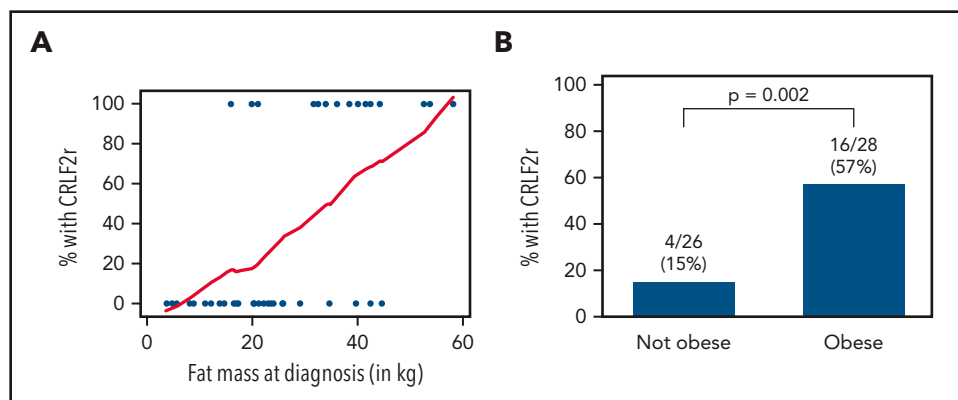 A
% with CRLF2r
100
80
60
40
20
0
0 20 40 60
Fat mass at diagnosis (in kg)
B
% with CRLF2r
100
80
60
40
20
0
p = 0.002
4/26
(15%)
16/28
(57%)
Not obese Obese